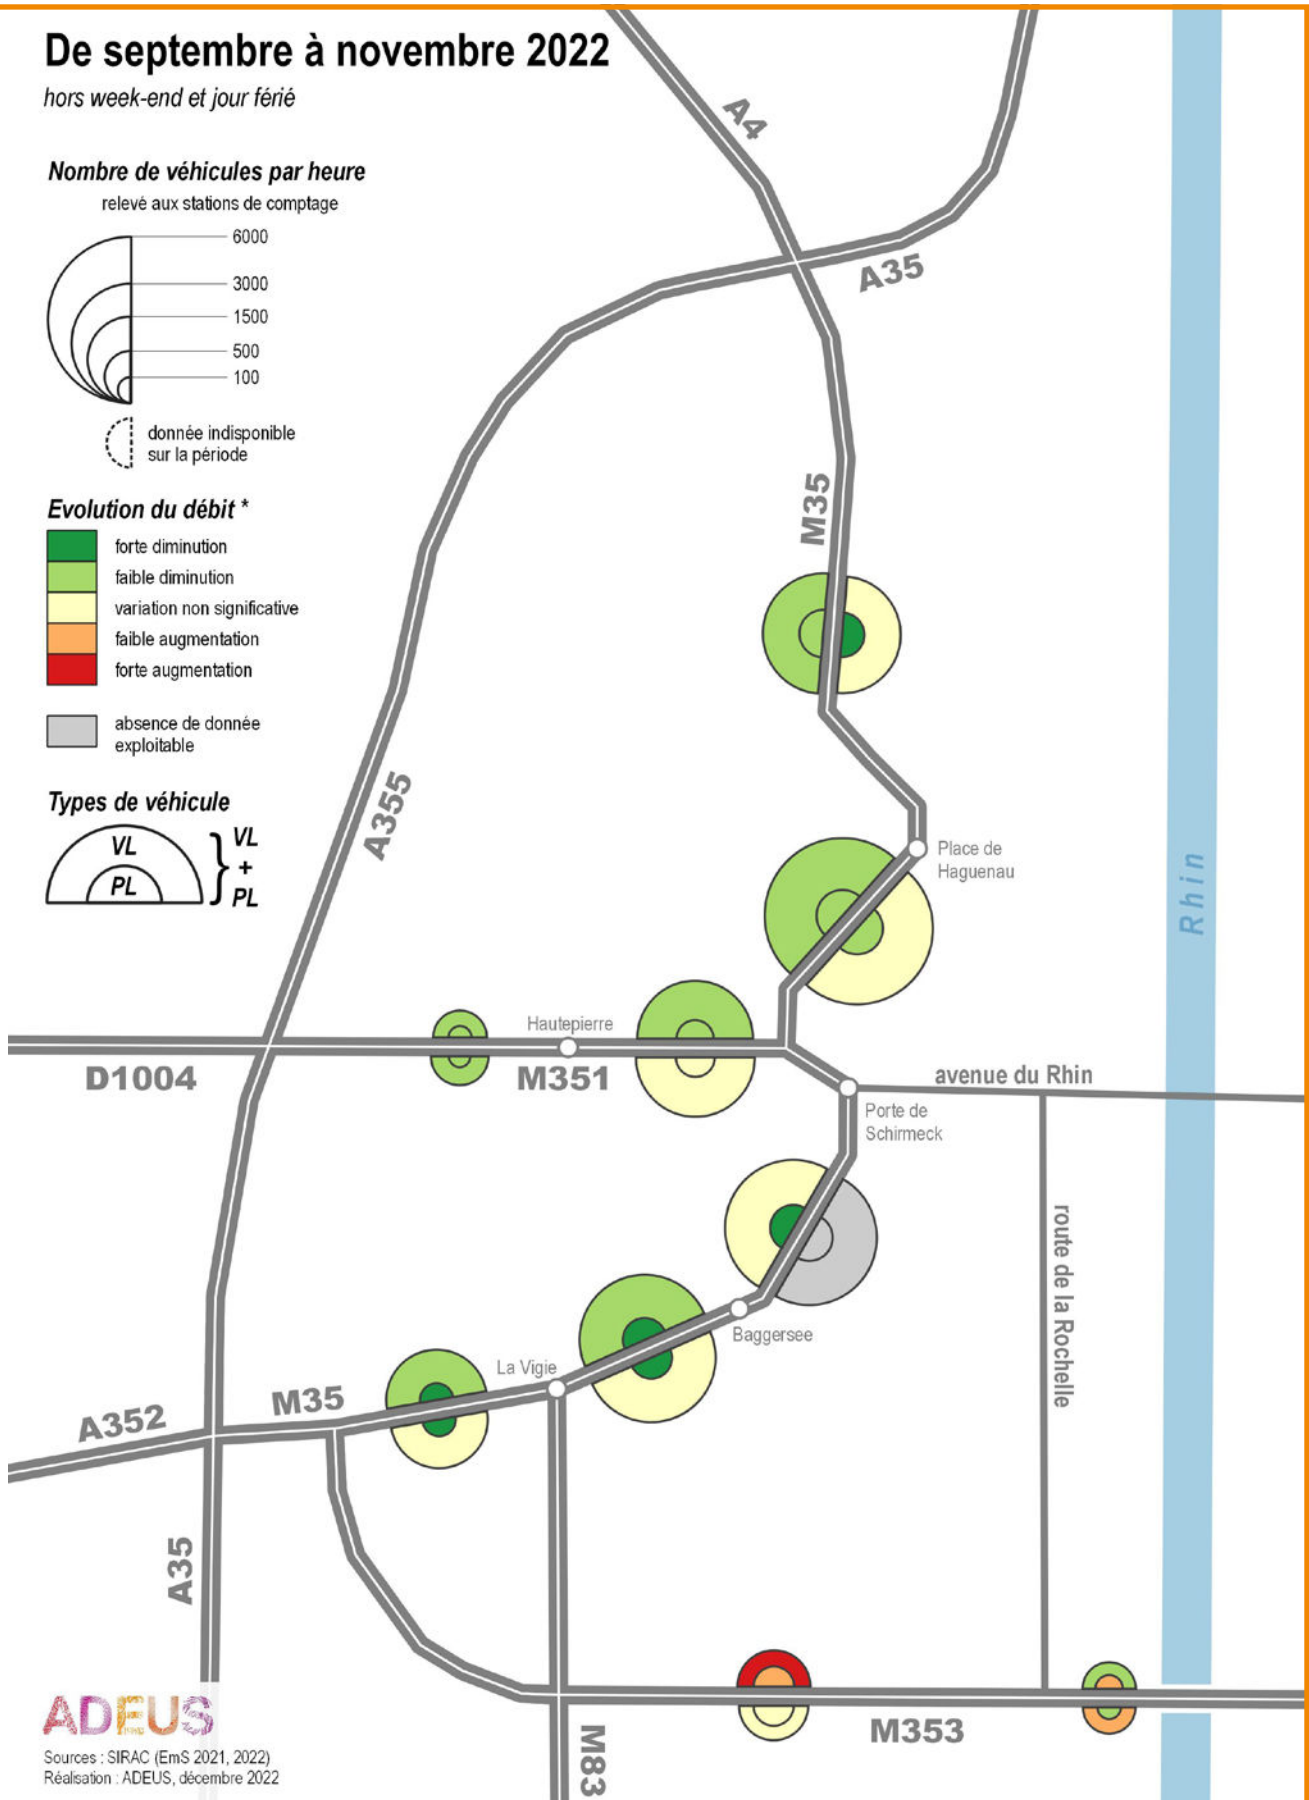 De septembre à novembre 2022
hors week-end et jour férié
Nombre de véhicules par heure
relevé aux stations de comptage
6000
3000
1500
500
100
donnée indisponible
sur la période
Evolution du débit *
forte diminution
faible diminution
variation non significative
faible augmentation
forte augmentation
absence de donnée
exploitable
Types de véhicule
VL
PL
VL
+
PL
A4
A35
M35
A355
Place de
Haguenau
Rhin
Hautepierre
D1004
M351
avenue du Rhin
Porte de
Schirmeck
route de la Rochelle
Baggersee
La Vigie
M35
A352
A35
M353
M83
ADEUS
Sources : SIRAC (EmS 2021, 2022)
Réalisation : ADEUS, décembre 2022